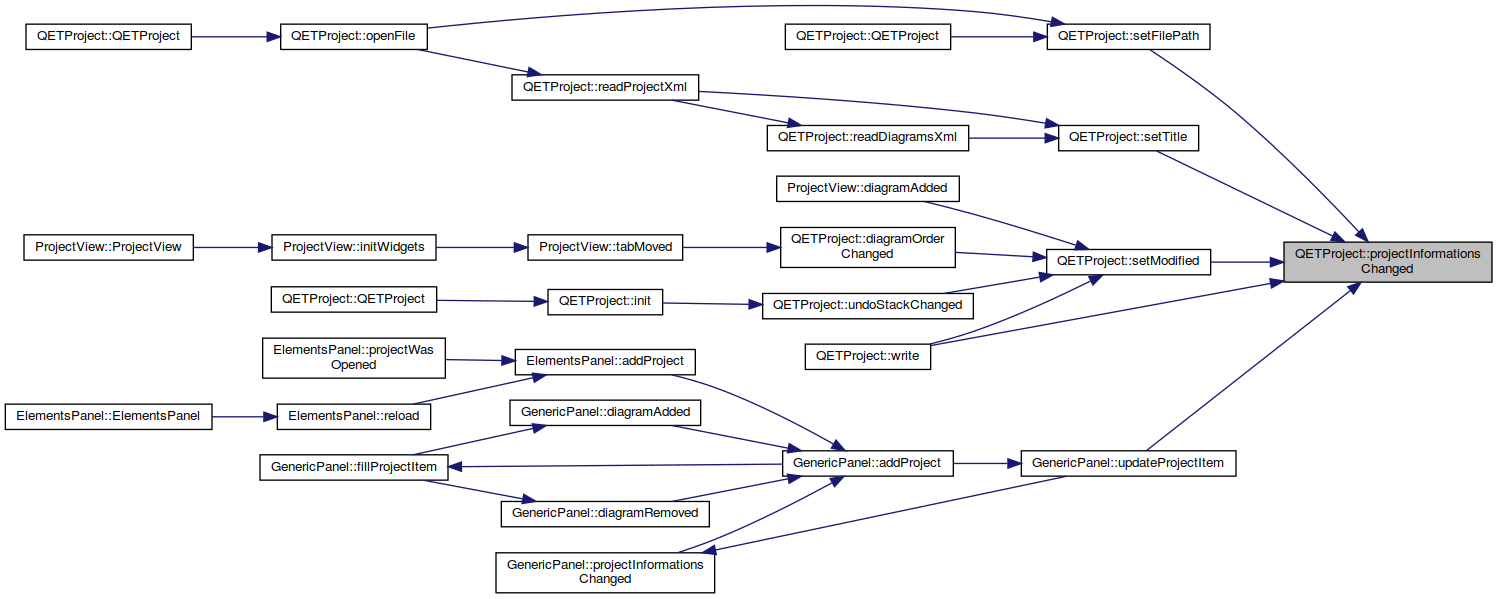 QETProject::QETProject
QETProject::openFile
QETProject::QETProject
QETProject::setFilePath
QETProject::readProjectXml
QETProject::readDiagramsXml
QETProject::setTitle
ProjectView::diagramAdded
ProjectView::ProjectView
ProjectView::initWidgets
ProjectView::tabMoved
QETProject::diagramOrder
Changed
QETProject::setModified
QETProject::projectInformations
Changed
QETProject::QETProject
QETProject::init
QETProject::undoStackChanged
QETProject::write
ElementsPanel::projectWas
Opened
ElementsPanel::addProject
ElementsPanel::ElementsPanel
ElementsPanel::reload
GenericPanel::diagramAdded
GenericPanel::fillProjectItem
GenericPanel::addProject
GenericPanel::updateProjectItem
GenericPanel::diagramRemoved
GenericPanel::projectInformations
Changed